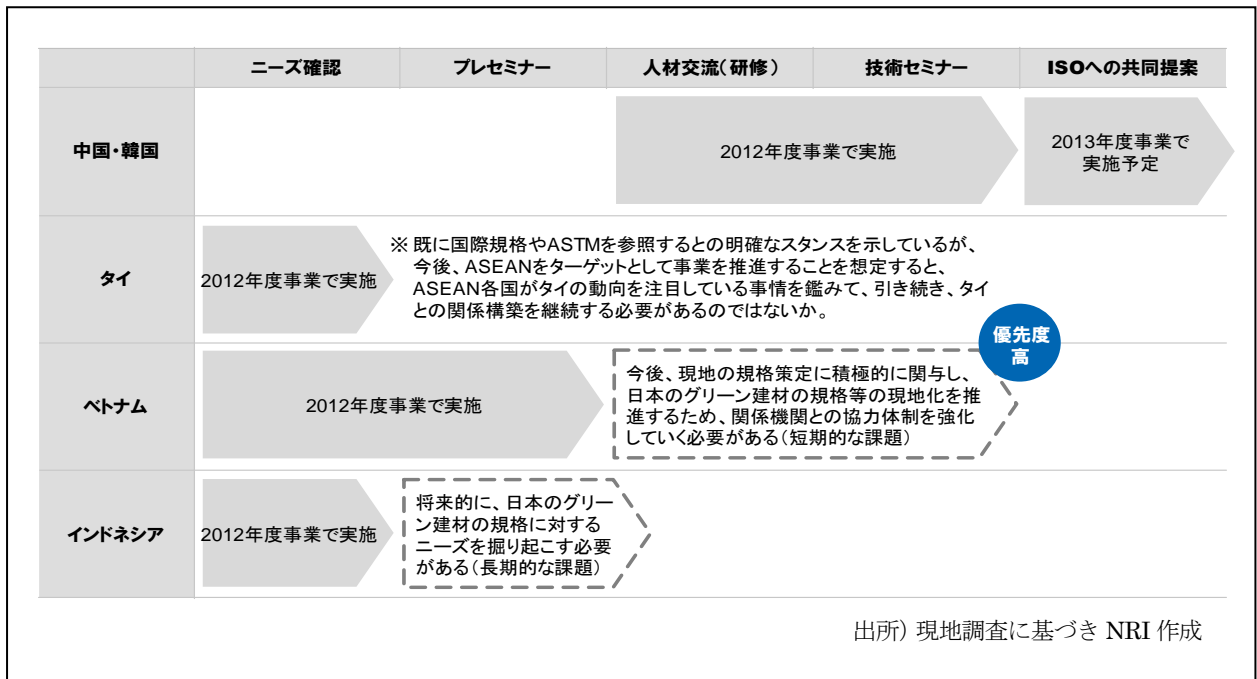 ニーズ確認 プレセミナー 人材交流(研修) 技術セミナー ISOへの共同提案
中国・韓国
2012年度事業で実施
2013年度事業で
実施予定
タイ
2012年度事業で実施
※ 既に国際規格やASTMを参照するとの明確なスタンスを示しているが、
今後、ASEANをターゲットとして事業を推進することを想定すると、
ASEAN各国がタイの動向を注目している事情を鑑みて、引き続き、タイ
との関係構築を継続する必要があるのではないか。
優先度
高
ベトナム
2012年度事業で実施
今後、現地の規格策定に積極的に関与し、
日本のグリーン建材の規格等の現地化を推
進するため、関係機関との協力体制を強化
していく必要がある(短期的な課題)
インドネシア
2012年度事業で実施
将来的に、日本のグリー
ン建材の規格に対する
ニーズを掘り起こす必要
がある(長期的な課題)
出所）現地調査に基づき NRI 作成